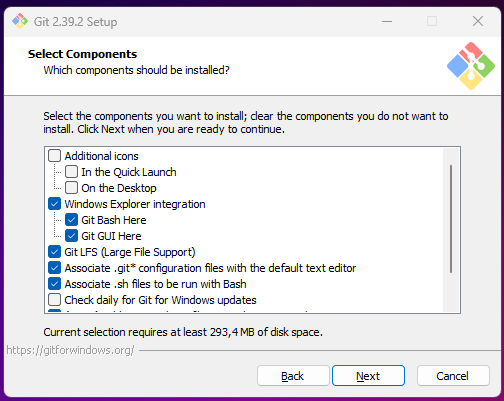 Git 2.39.2 Setup
Select Components
Which components should be installed?
Select the components you want to install; clear the components you do not want to
install. Click Next when you are ready to continue.
Additional icons
In the Quick Launch
On the Desktop
Windows Explorer integration
Git Bash Here
Git GUI Here
Git LFS (Large File Support)
Associate .git* configuration files with the default text editor
Associate .sh files to be run with Bash
Check daily for Git for Windows updates
Current selection requires at least 293,4 MB of disk space.
https://gitforwindows.org/
Back
Next
Cancel